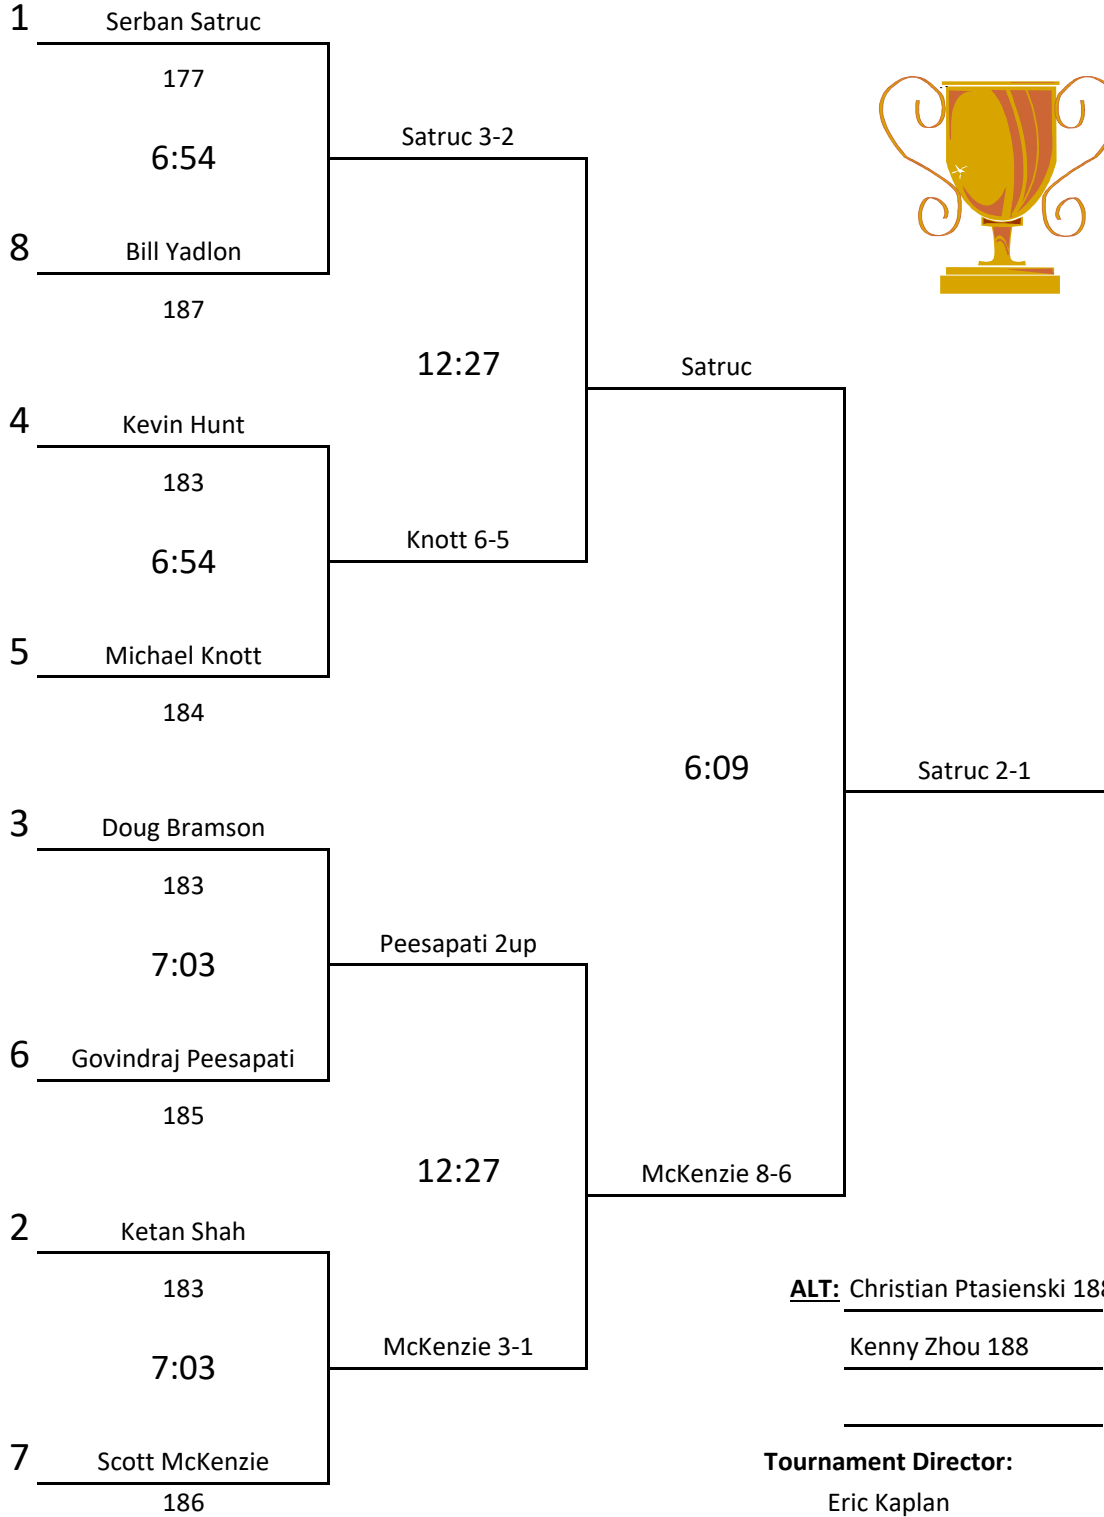 1 Serban Satruc
177
6:54
Satruc 3-2
8 Bill Yadlon
187
12:27
Satruc
4 Kevin Hunt
183
6:54
Knott 6-5
5 Michael Knott
184
6:09
Satruc 2-1
3 Doug Bramson
183
7:03
Peesapati 2up
6 Govindraj Peesapati
185
12:27
McKenzie 8-6
2 Ketan Shah
183
7:03
McKenzie 3-1
7 Scott McKenzie
186
ALT: Christian Ptasienski 188
Kenny Zhou 188
Tournament Director:
Eric Kaplan